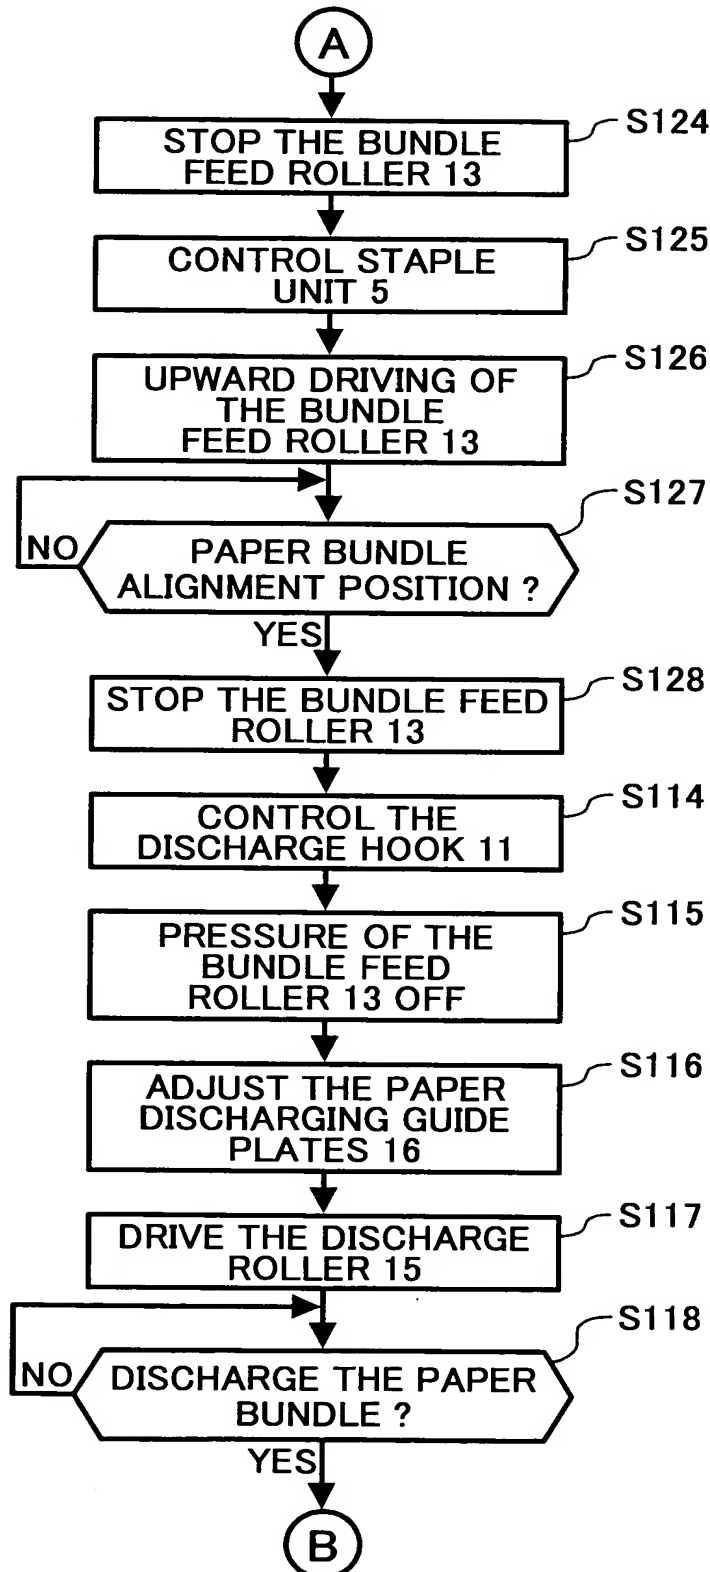 A
S124
STOP THE BUNDLE
FEED ROLLER 13
S125
CONTROL STAPLE
UNIT 5
S126
UPWARD DRIVING OF
THE BUNDLE
FEED ROLLER 13
S127
NO
PAPER BUNDLE
ALIGNMENT POSITION ?
YES
S128
STOP THE BUNDLE FEED
ROLLER 13
S114
CONTROL THE
DISCHARGE HOOK 11
S115
PRESSURE OF THE
BUNDLE FEED
ROLLER 13 OFF
S116
ADJUST THE PAPER
DISCHARGING GUIDE
PLATES 16
S117
DRIVE THE DISCHARGE
ROLLER 15
S118
NO
DISCHARGE THE PAPER
BUNDLE ?
YES
B